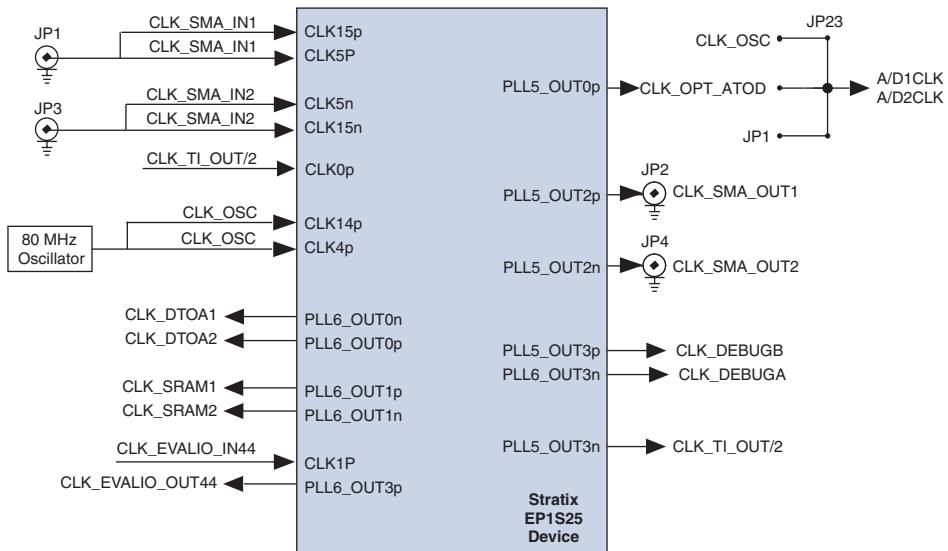 JP1
CLK_SMA_IN1
CLK_SMA_IN1
CLK15p
CLK5P
JP3
CLK_SMA_IN2
CLK_SMA_IN2
CLK5n
CLK15n
CLK_TI_OUT/2
CLK0p
80 MHz
Oscillator
CLK_OSC
CLK_OSC
CLK14p
CLK4p
CLK_DTOA1
PLL6_OUT0n
CLK_DTOA2
PLL6_OUT0p
CLK_SRAM1
PLL6_OUT1p
CLK_SRAM2
PLL6_OUT1n
CLK_EVALIO_IN44
CLK1P
CLK_EVALIO_OUT44
PLL6_OUT3p
JP23
CLK_OSC
PLL5_OUT0p
CLK_OPT_ATOD
A/D1CLK
A/D2CLK
JP1
JP2
PLL5_OUT2p
CLK_SMA_OUT1
JP4
PLL5_OUT2n
CLK_SMA_OUT2
PLL5_OUT3p
CLK_DEBUGB
PLL6_OUT3n
CLK_DEBUGA
PLL5_OUT3n
CLK_TI_OUT/2
Stratix
EP1S25
Device